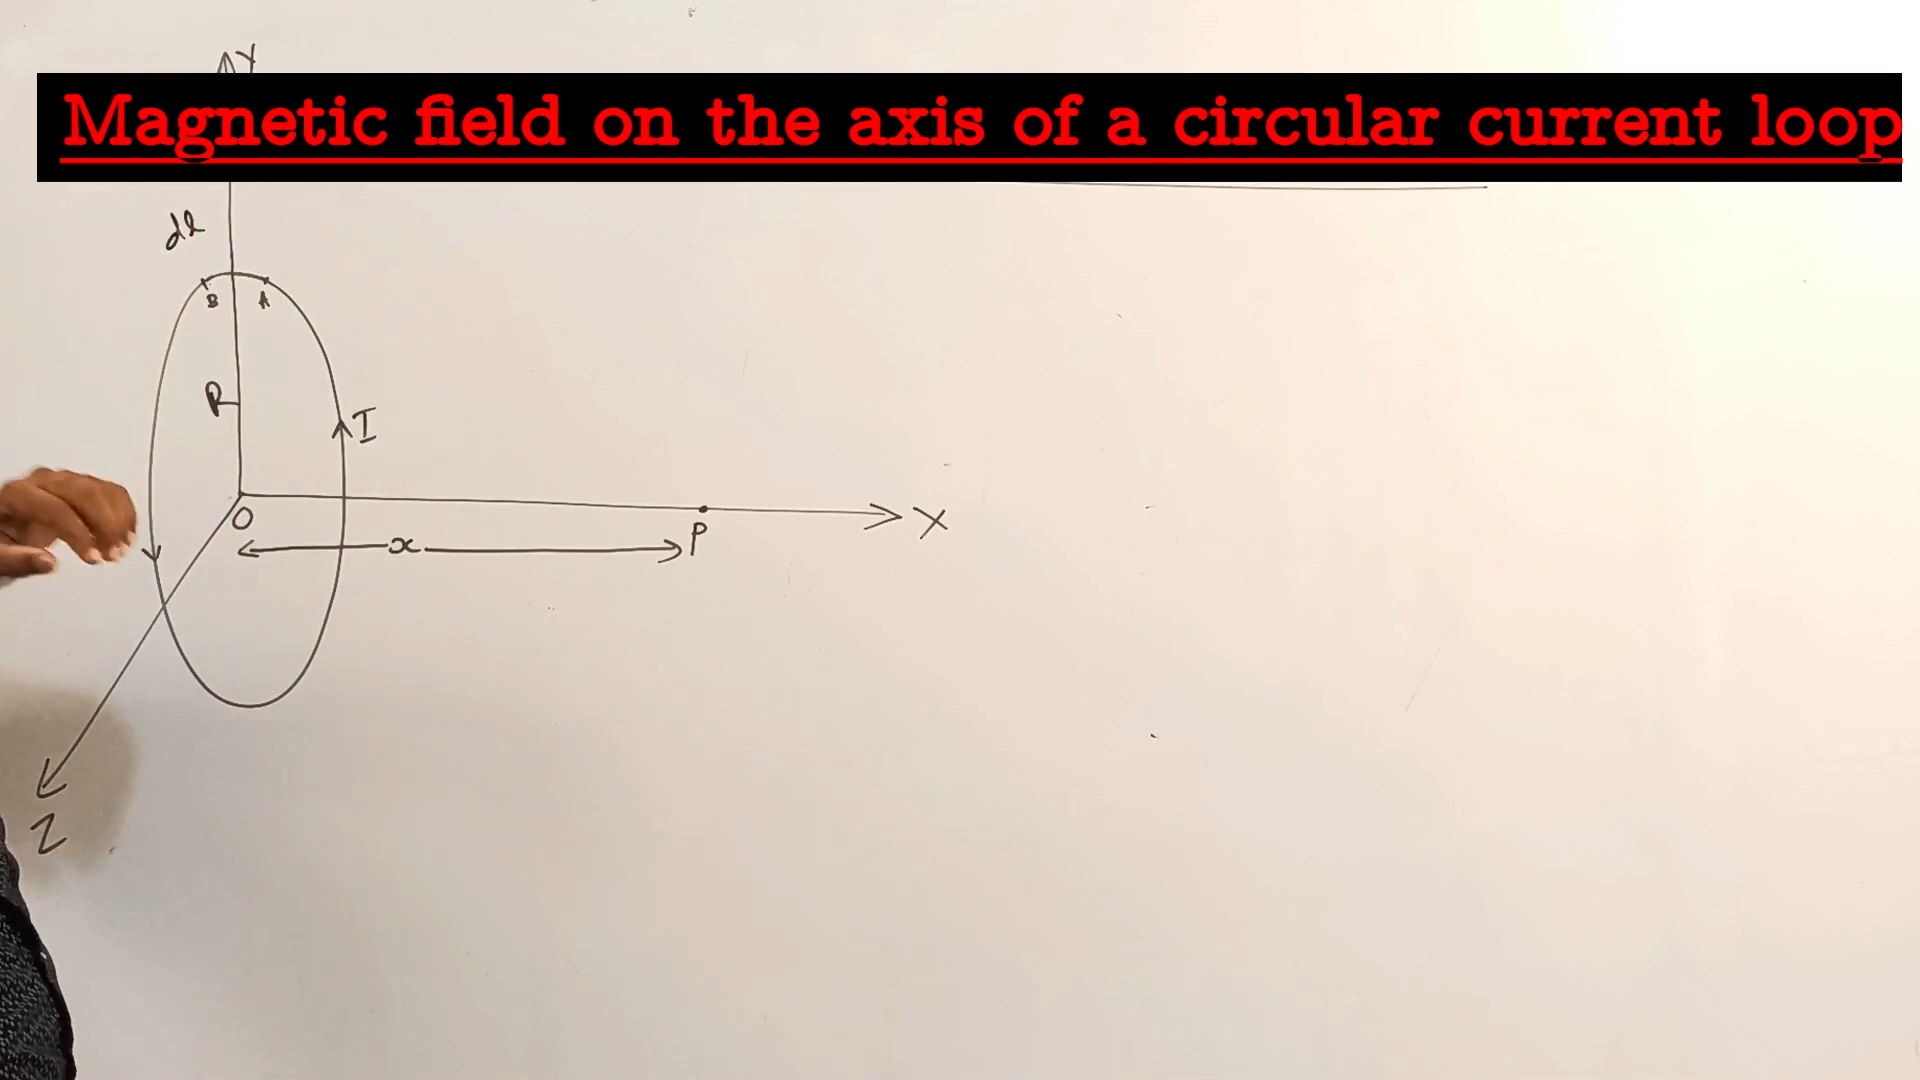 Y
Magnetic field on the axis of a circular current loop
dl
B A
R
I
O
x
P
X
Z